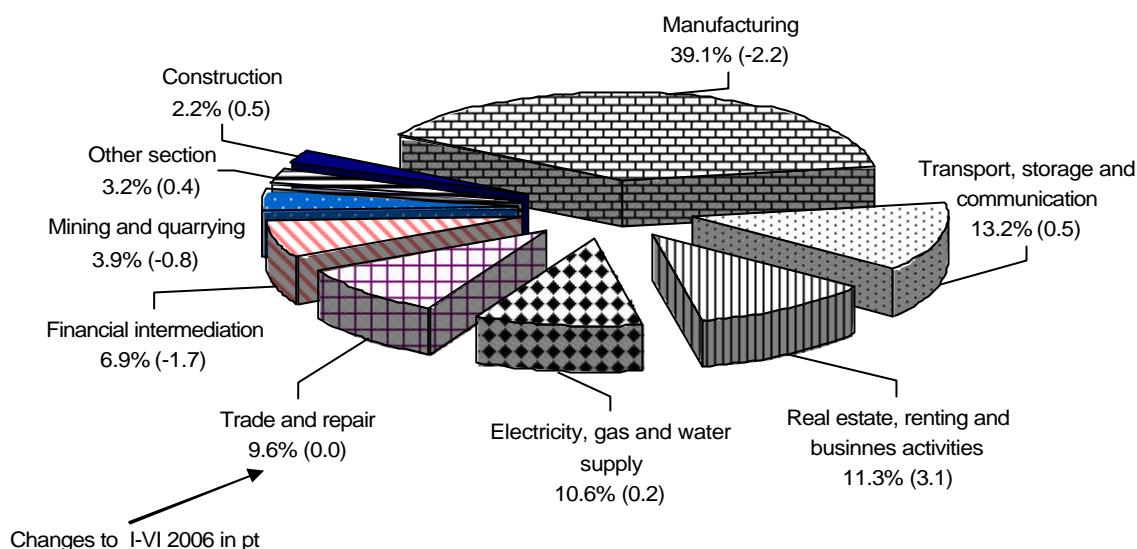 Manufacturing
39.1% (-2.2)
Construction
2.2% (0.5)
Other section
3.2% (0.4)
Transport, storage and
communication
13.2% (0.5)
Mining and quarrying
3.9% (-0.8)
Financial intermediation
6.9% (-1.7)
Trade and repair
9.6% (0.0)
Electricity, gas and water
supply
10.6% (0.2)
Real estate, renting and
businnes activities
11.3% (3.1)
Changes to I-VI 2006 in pt